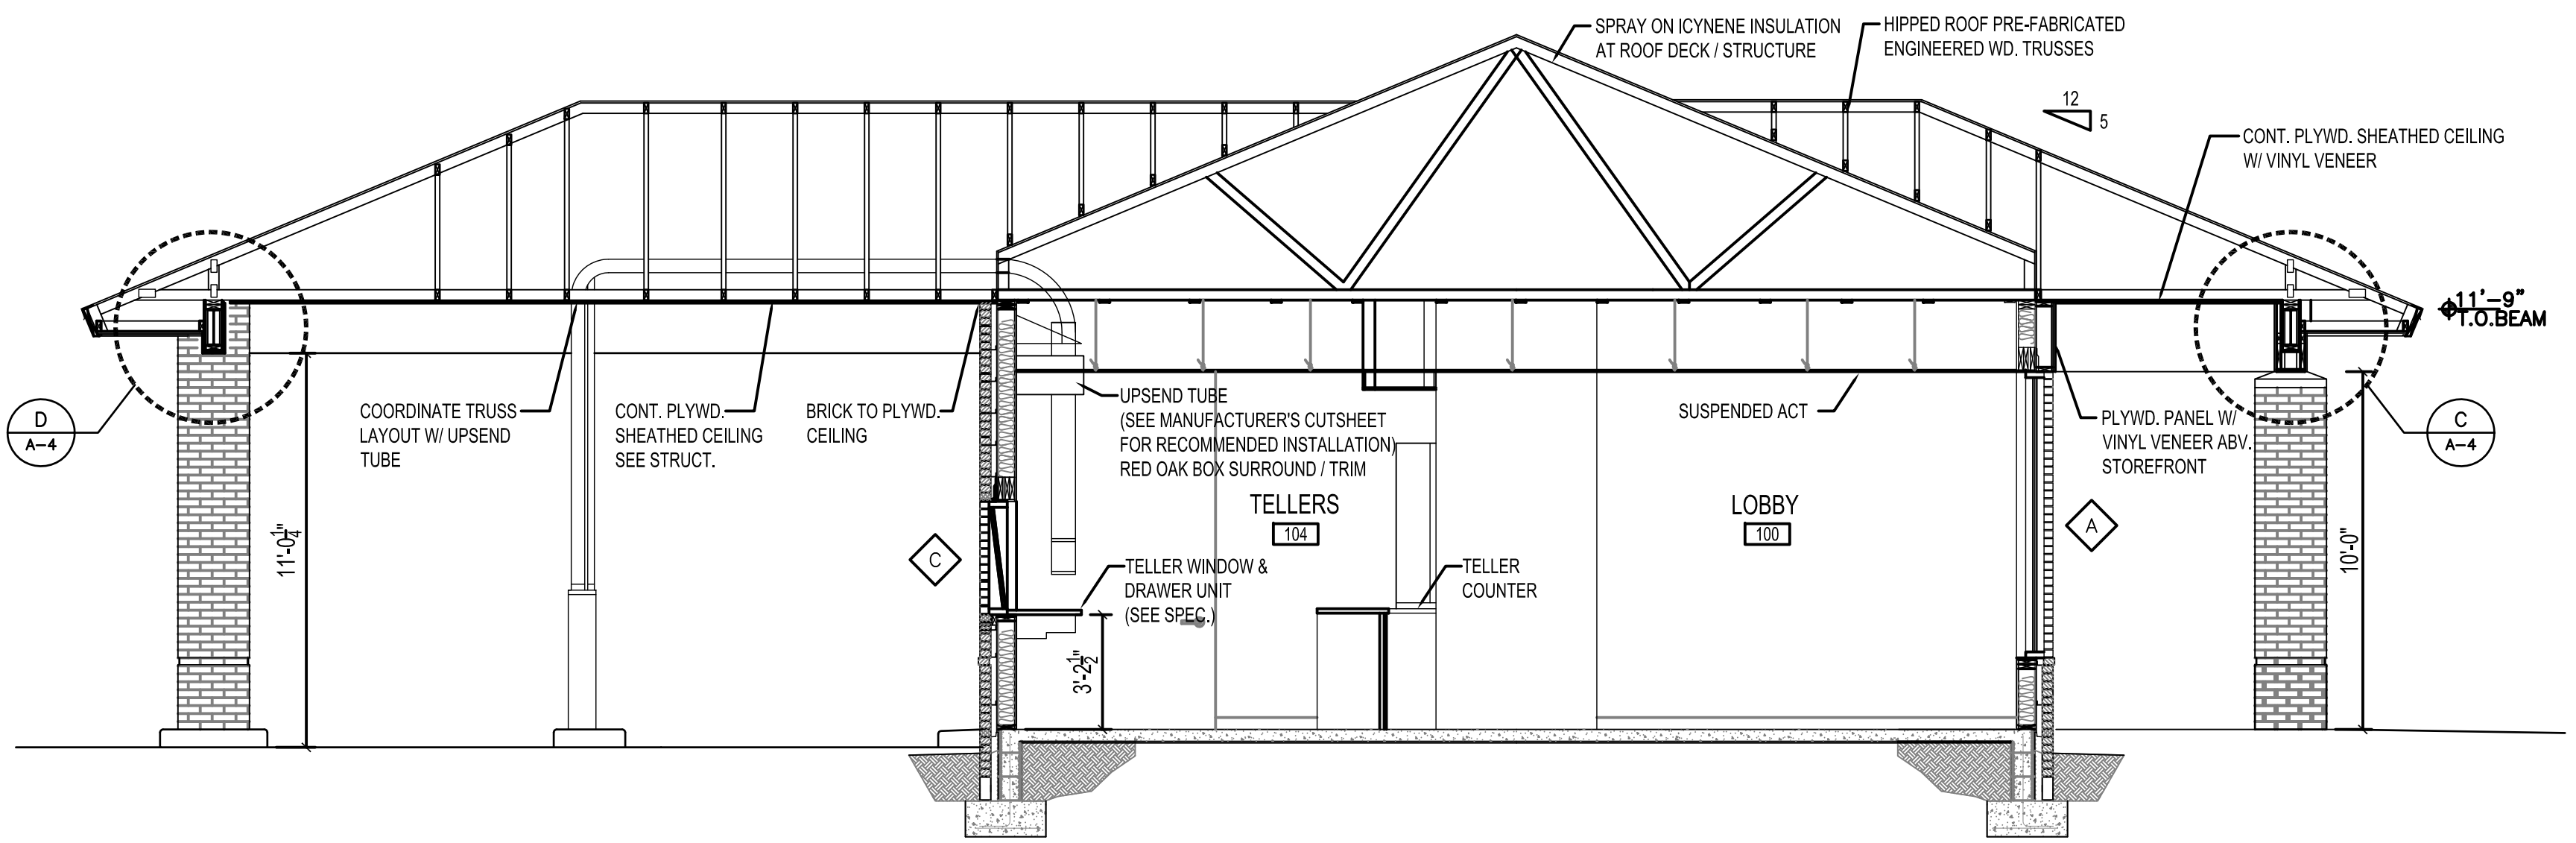 SPRAY ON ICYNENE INSULATION
AT ROOF DECK / STRUCTURE
HIPPED ROOF PRE-FABRICATED
ENGINEERED WD. TRUSSES
12
5
CONT. PLYWD. SHEATHED CEILING
W/ VINYL VENEER
11'-9"
T.O.BEAM
D
A-4
COORDINATE TRUSS
LAYOUT W/ UPSEND
TUBE
CONT. PLYWD.
SHEATHED CEILING
SEE STRUCT.
BRICK TO PLYWD.
CEILING
UPSEND TUBE
(SEE MANUFACTURER'S CUTSHEET
FOR RECOMMENDED INSTALLATION)
RED OAK BOX SURROUND / TRIM
SUSPENDED ACT
PLYWD. PANEL W/
VINYL VENEER ABV.
STOREFRONT
C
A-4
TELLERS
104
LOBBY
100
11'-0 1/4"
C
A
10'-0"
TELLER WINDOW &
DRAWER UNIT
(SEE SPEC.)
TELLER
COUNTER
3'-2 1/2"